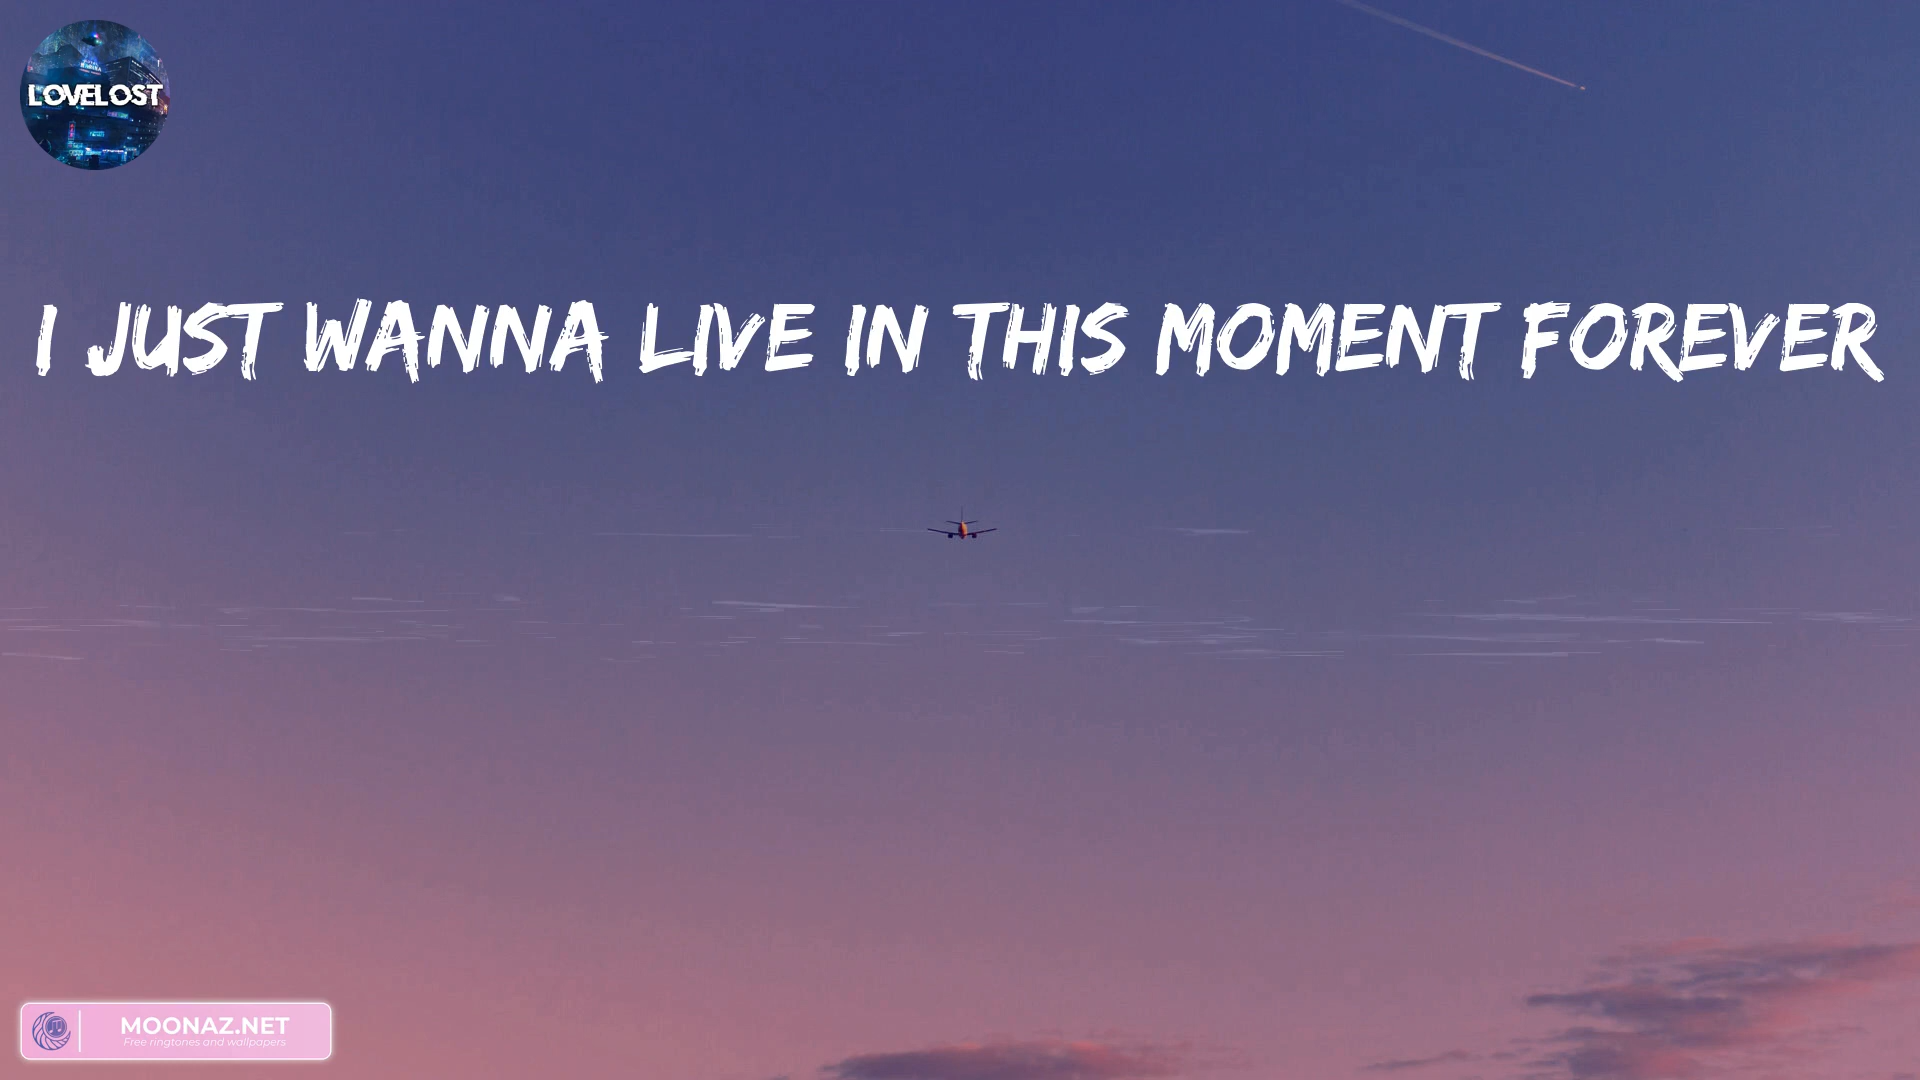 LOVELOST
I JUST WANNA LIVE IN THIS MOMENT FOREVER
MOONAZ.NET
Free ringtones and wallpapers